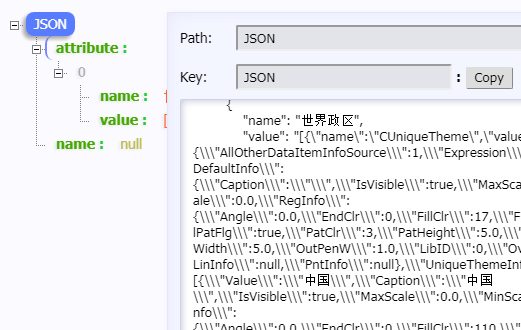 JSON
attribute :
0
name :
value :
name : null
Path: JSON
Key: JSON : Copy
{
"name": "世界政区",
"value": "[{\"name\":\"CUniqueTheme\",\"value
{\\\"AllOtherDataItemInfoSource\\\":1,\\\"Expression\\
DefaultInfo\\\":
{\\\"Caption\\\":\\\"\\\",\\\"IsVisible\\\":true,\\\"MaxSca
ale\\\":0.0,\\\"RegInfo\\\":
{\\\"Angle\\\":0.0,\\\"EndClr\\\":0,\\\"FillClr\\\":17,\\\"F
lPatFlg\\\":true,\\\"PatClr\\\":3,\\\"PatHeight\\\":5.0,\\
Width\\\":5.0,\\\"OutPenW\\\":1.0,\\\"LibID\\\":0,\\\"Ov
LinInfo\\\":null,\\\"PntInfo\\\":null},\\\"UniqueThemeInf
[{\\\"Value\\\":\\\"中国\\\",\\\"Caption\\\":\\\"中国
\\\",\\\"IsVisible\\\":true,\\\"MaxScale\\\":0.0,\\\"MinSc
nfo\\\":
{\\\"Angle\\\":0.0,\\\"EndClr\\\":0,\\\"FillClr\\\":110,\\\"